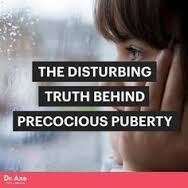 THE DISTURBING
TRUTH BEHIND
PRECOCIOUS PUBERTY
Dr. Axe